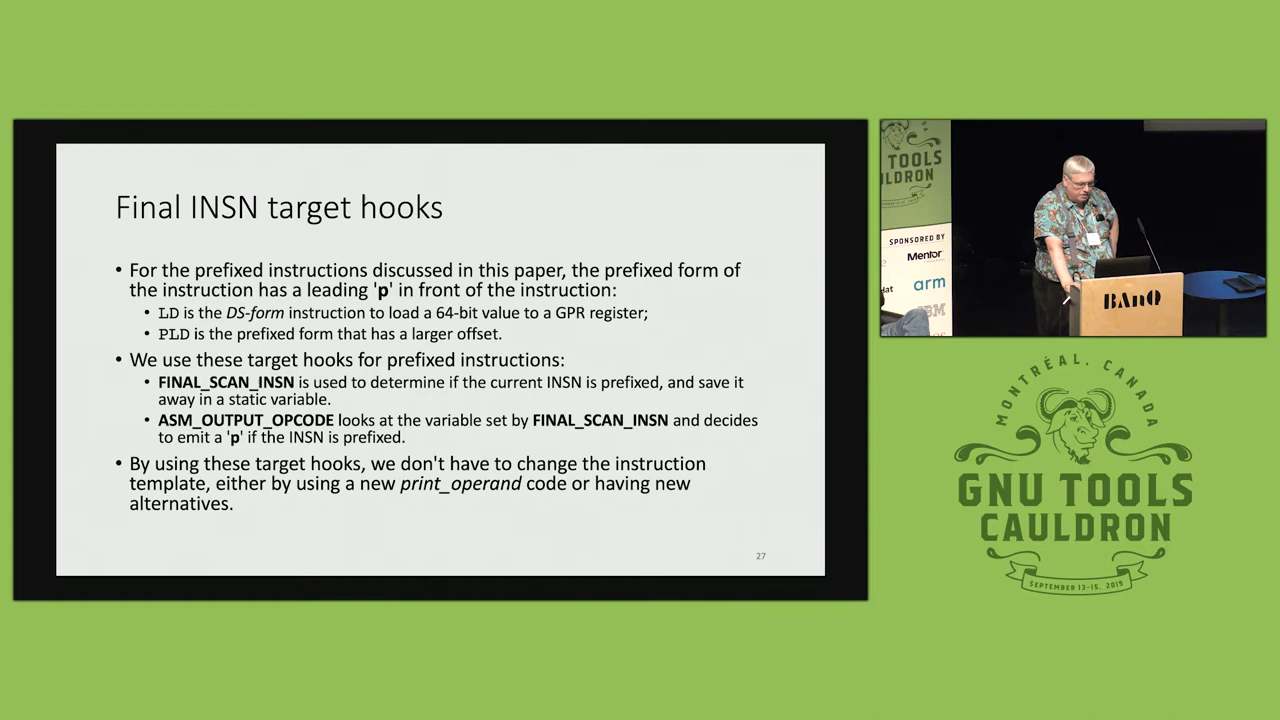 Final INSN target hooks
• For the prefixed instructions discussed in this paper, the prefixed form of
the instruction has a leading 'p' in front of the instruction:
• LD is the DS-form instruction to load a 64-bit value to a GPR register;
• PLD is the prefixed form that has a larger offset.
• We use these target hooks for prefixed instructions:
• FINAL_SCAN_INSN is used to determine if the current INSN is prefixed, and save it
away in a static variable.
• ASM_OUTPUT_OPCODE looks at the variable set by FINAL_SCAN_INSN and decides
to emit a 'p' if the INSN is prefixed.
• By using these target hooks, we don't have to change the instruction
template, either by using a new print_operand code or having new
alternatives.
27
TOOLS
ULDRON
SPONSORED BY
Mentor
Hat
arm
IBM
BAnQ
MONTRÉAL, CANADA
GNU TOOLS
CAULDRON
SEPTEMBER 13-15, 2019